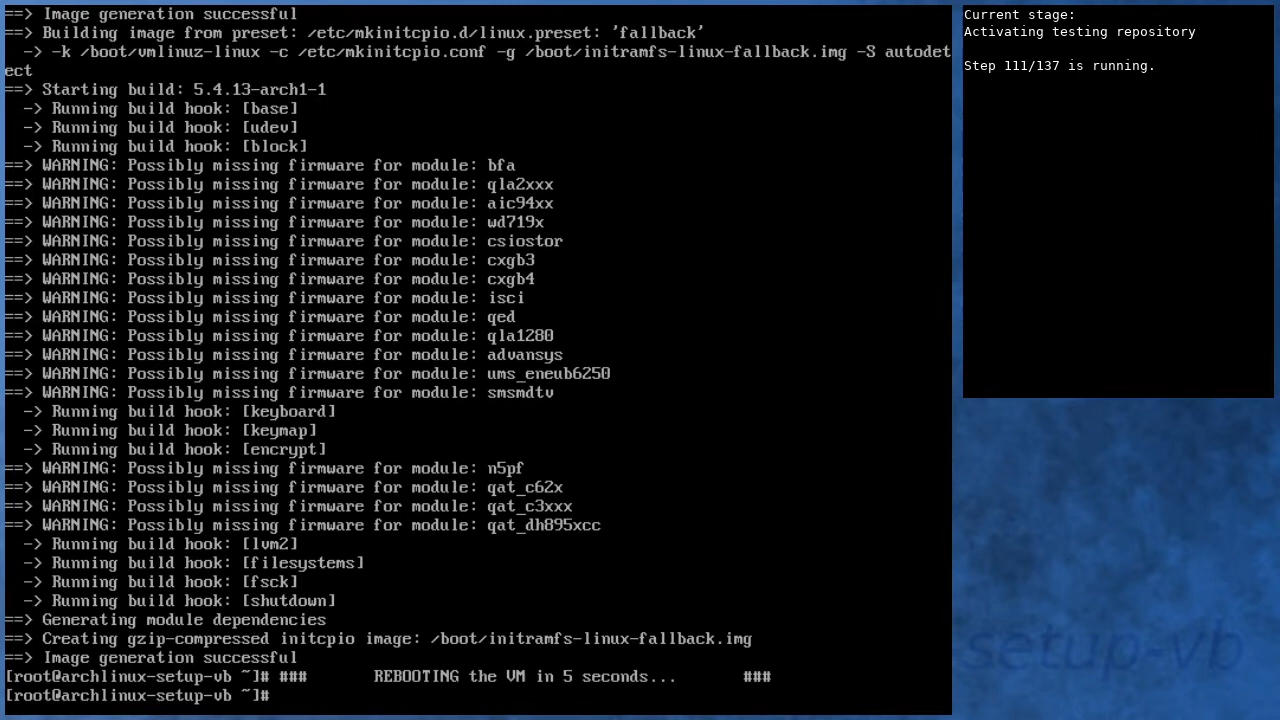 ==> Image generation successful
==> Building image from preset: /etc/mkinitcpio.d/linux.preset: 'fallback'
  -> -k /boot/vmlinuz-linux -c /etc/mkinitcpio.conf -g /boot/initramfs-linux-fallback.img -S autodet
ect
==> Starting build: 5.4.13-arch1-1
  -> Running build hook: [base]
  -> Running build hook: [udev]
  -> Running build hook: [block]
==> WARNING: Possibly missing firmware for module: bfa
==> WARNING: Possibly missing firmware for module: qla2xxx
==> WARNING: Possibly missing firmware for module: aic94xx
==> WARNING: Possibly missing firmware for module: wd719x
==> WARNING: Possibly missing firmware for module: csiostor
==> WARNING: Possibly missing firmware for module: cxgb3
==> WARNING: Possibly missing firmware for module: cxgb4
==> WARNING: Possibly missing firmware for module: isci
==> WARNING: Possibly missing firmware for module: qed
==> WARNING: Possibly missing firmware for module: qla1280
==> WARNING: Possibly missing firmware for module: advansys
==> WARNING: Possibly missing firmware for module: ums_eneub6250
==> WARNING: Possibly missing firmware for module: smsmdtv
  -> Running build hook: [keyboard]
  -> Running build hook: [keymap]
  -> Running build hook: [encrypt]
==> WARNING: Possibly missing firmware for module: n5pf
==> WARNING: Possibly missing firmware for module: qat_c62x
==> WARNING: Possibly missing firmware for module: qat_c3xxx
==> WARNING: Possibly missing firmware for module: qat_dh895xcc
  -> Running build hook: [lvm2]
  -> Running build hook: [filesystems]
  -> Running build hook: [fsck]
  -> Running build hook: [shutdown]
==> Generating module dependencies
==> Creating gzip-compressed initcpio image: /boot/initramfs-linux-fallback.img
==> Image generation successful
[root@archlinux-setup-vb ~]# ###       REBOOTING the VM in 5 seconds...       ###
[root@archlinux-setup-vb ~]#
Current stage:
Activating testing repository
Step 111/137 is running.
setup-vb